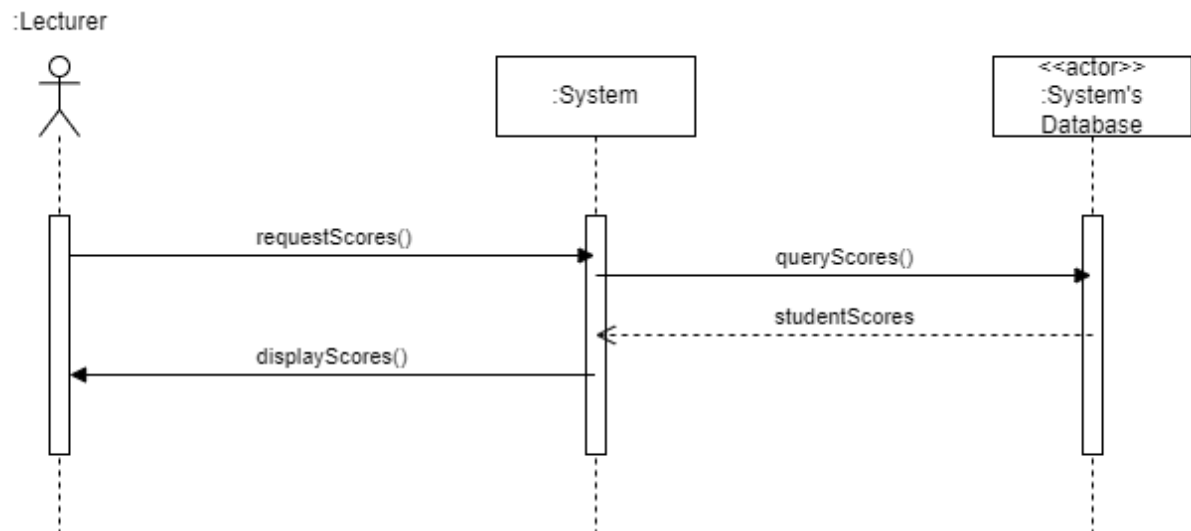 :Lecturer
:System
<<actor>>
:System's
Database
requestScores()
queryScores()
studentScores
displayScores()